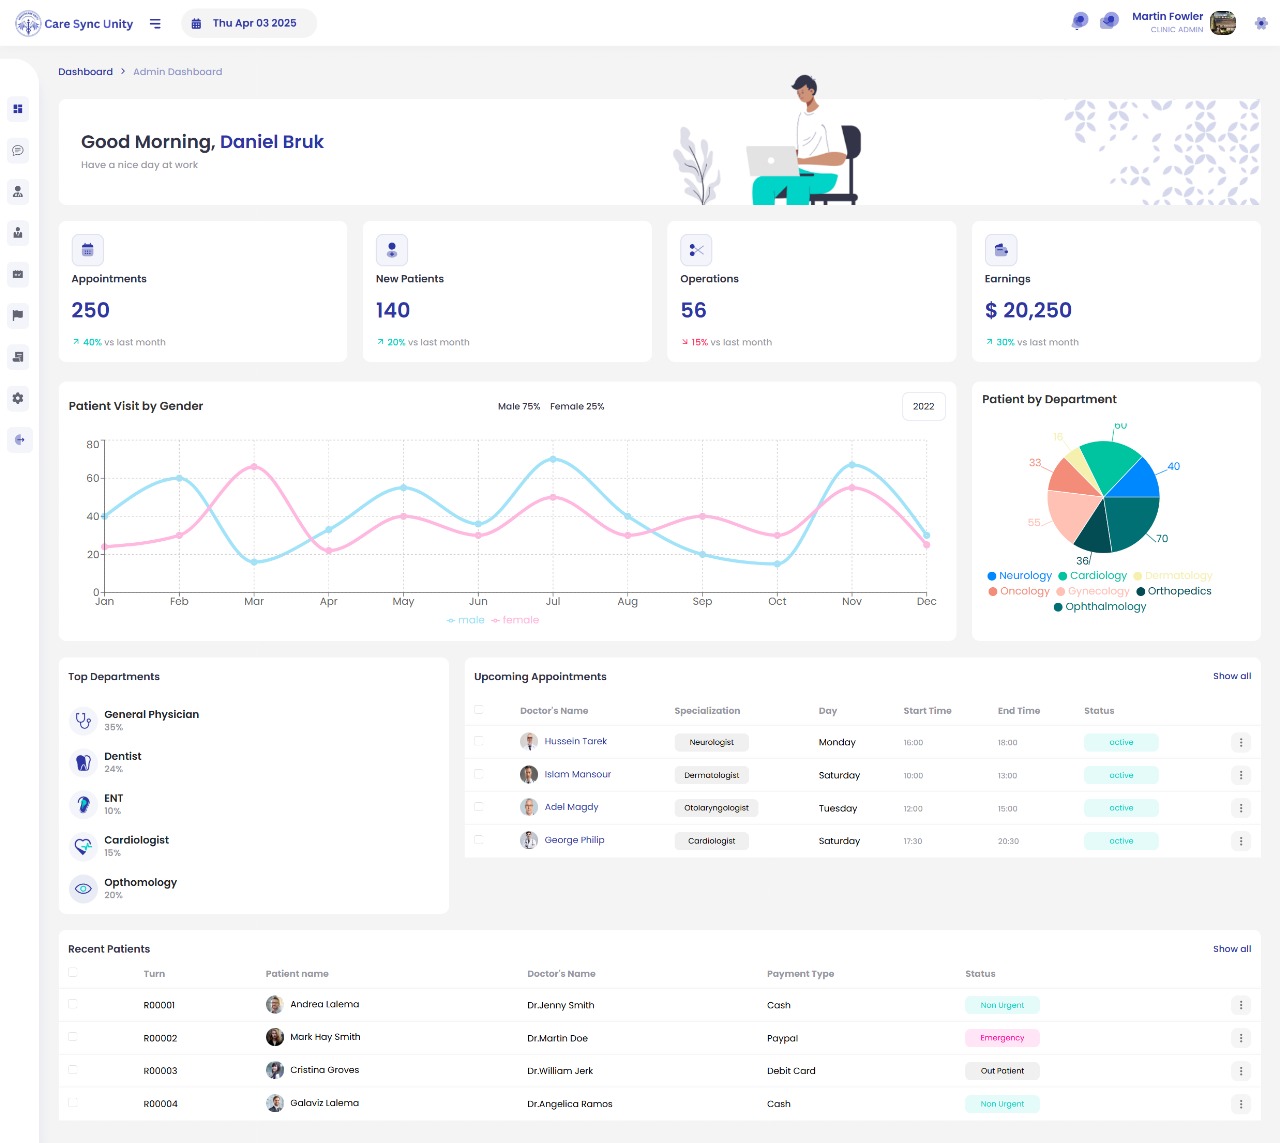 Care Sync Unity
Thu Apr 03 2025
Martin Fowler
CLINIC ADMIN
Dashboard > Admin Dashboard
Good Morning, Daniel Bruk
Have a nice day at work
Appointments
250
40% vs last month
New Patients
140
20% vs last month
Operations
56
15% vs last month
Earnings
$ 20,250
30% vs last month
Patient Visit by Gender
Male 75% Female 25%
2022
80
60
40
20
0
Jan Feb Mar Apr May Jun Jul Aug Sep Oct Nov Dec
male female
Patient by Department
60
40
33
55
70
36
Neurology Cardiology Dermatology
Oncology Gynecology Orthopedics
Ophthalmology
Top Departments
General Physician
35%
Dentist
24%
ENT
10%
Cardiologist
15%
Opthomology
20%
Upcoming Appointments Show all
Doctor's Name Specialization Day Start Time End Time Status
Hussein Tarek Neurologist Monday 16:00 18:00 active
Islam Mansour Dermatologist Saturday 10:00 13:00 active
Adel Magdy Otolaryngologist Tuesday 12:00 15:00 active
George Philip Cardiologist Saturday 17:30 20:30 active
Recent Patients Show all
Turn Patient name Doctor's Name Payment Type Status
R00001 Andrea Lalema Dr.Jenny Smith Cash Non Urgent
R00002 Mark Hay Smith Dr.Martin Doe Paypal Emergency
R00003 Cristina Groves Dr.William Jerk Debit Card Out Patient
R00004 Galaviz Lalema Dr.Angelica Ramos Cash Non Urgent